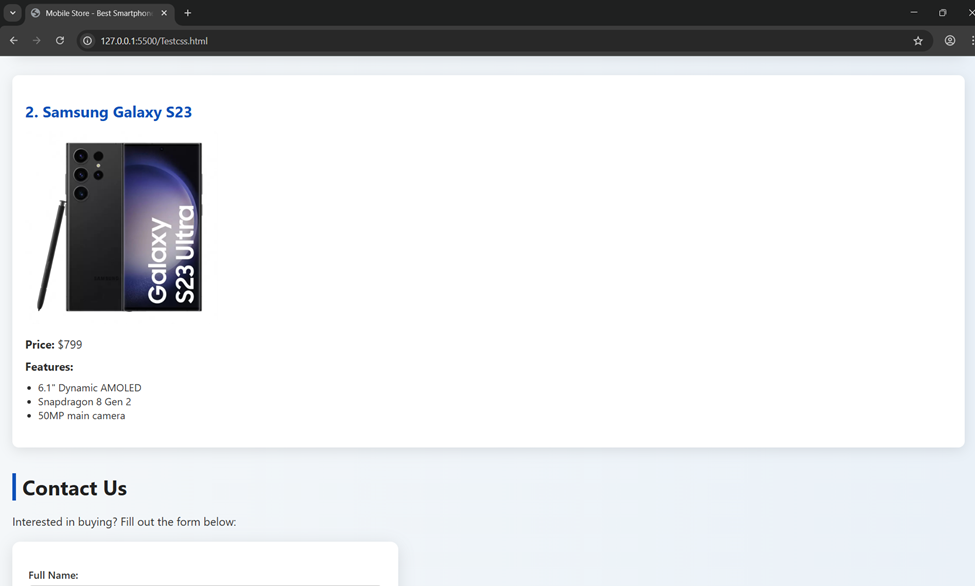 Mobile Store - Best Smartphon
127.0.0.1:5500/Testcss.html
2. Samsung Galaxy S23
Galaxy
S23 Ultra
Price: $799
Features:
6.1" Dynamic AMOLED
Snapdragon 8 Gen 2
50MP main camera
Contact Us
Interested in buying? Fill out the form below:
Full Name: